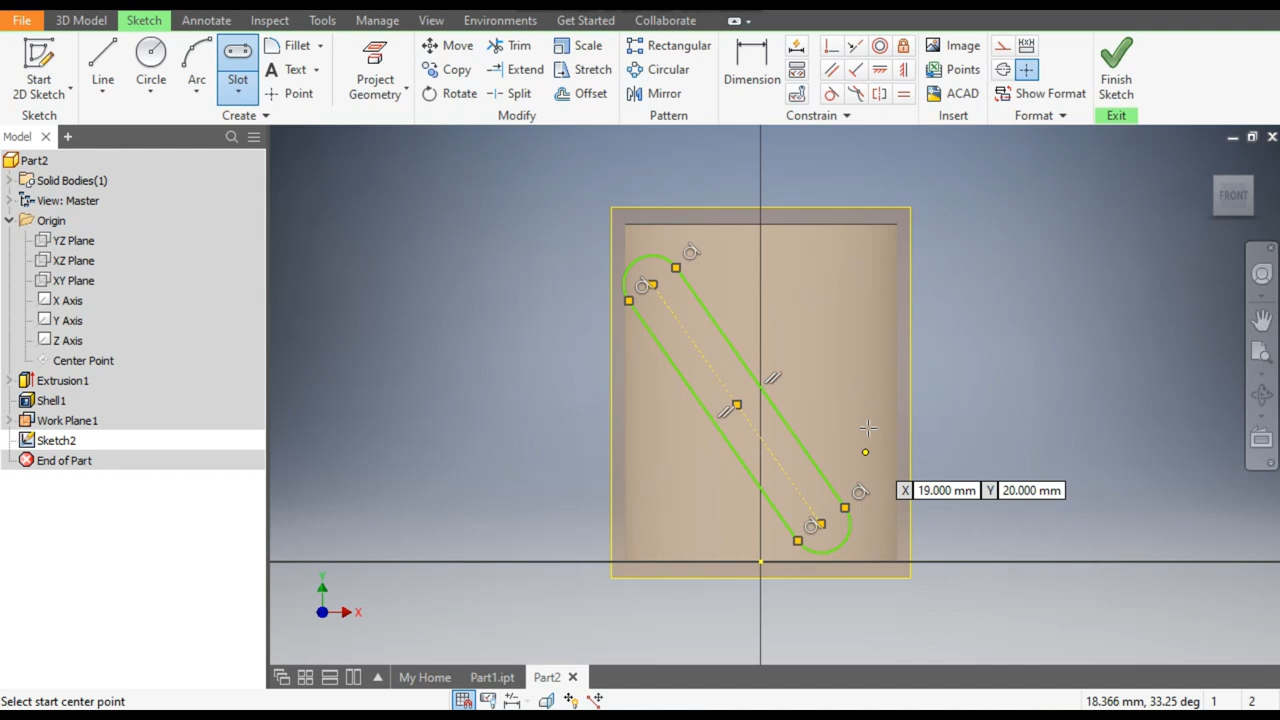 File 3D Model Sketch Annotate Inspect Tools Manage View Environments Get Started Collaborate
Start 2D Sketch
Line
Circle
Arc
Slot
Fillet
Text
Point
Project Geometry
Move
Copy
Rotate
Trim
Extend
Split
Scale
Stretch
Offset
Rectangular
Circular
Mirror
Dimension
Image
Points
ACAD
Show Format
Finish Sketch
Sketch Create Modify Pattern Constrain Insert Format Exit
Model
FRONT
Part2
Solid Bodies(1)
View: Master
Origin
YZ Plane
XZ Plane
XY Plane
X Axis
Y Axis
Z Axis
Center Point
Extrusion1
Shell1
Work Plane1
Sketch2
End of Part
X 19.000 mm Y 20.000 mm
Y
X
My Home Part1.ipt Part2
Select start center point 18.366 mm, 33.25 deg 1 2